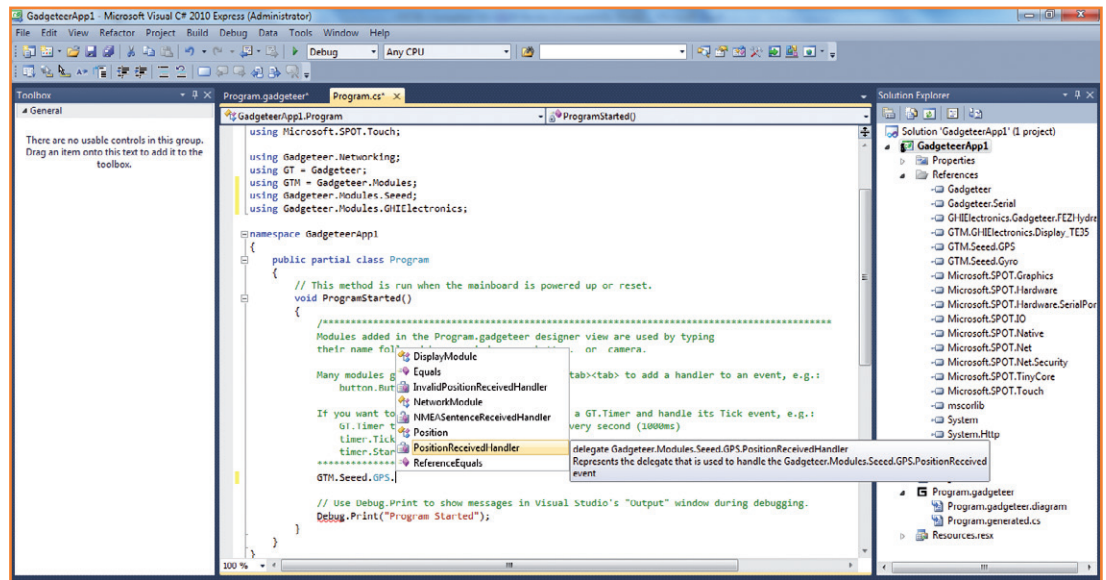 GadgeteerApp1 - Microsoft Visual C# 2010 Express (Administrator)
File Edit View Refactor Project Build Debug Data Tools Window Help
Debug Any CPU
Toolbox
General
There are no usable controls in this group.
Drag an item onto this text to add it to the
toolbox.
Program.gadgeteer* Program.cs*
GadgeteerApp1.Program ProgramStarted()
using Microsoft.SPOT.Touch;
using Gadgeteer.Networking;
using GT = Gadgeteer;
using GTM = Gadgeteer.Modules;
using Gadgeteer.Modules.Seeed;
using Gadgeteer.Modules.GHIElectronics;
namespace GadgeteerApp1
{
public partial class Program
{
// This method is run when the mainboard is powered up or reset.
void ProgramStarted()
{
/*******************************************************************************************
Modules added in the Program.gadgeteer designer view are used by typing
their name or camera.
Many modules g tab><tab> to add a handler to an event, e.g.:
button.But
If you want to a GT.Timer and handle its Tick event, e.g.:
GT.Timer t very second (1000ms)
timer.Tick
timer.Star
**************
GTM.Seeed.GPS.
DisplayModule
Equals
InvalidPositionReceivedHandler
NetworkModule
NMEASentenceReceivedHandler
Position
PositionReceivedHandler
ReferenceEquals
delegate Gadgeteer.Modules.Seeed.GPS.PositionReceivedHandler
Represents the delegate that is used to handle the Gadgeteer.Modules.Seeed.GPS.PositionReceived
event
// Use Debug.Print to show messages in Visual Studio's "Output" window during debugging.
Debug.Print("Program Started");
}
}
}
100 %
Solution Explorer
Solution 'GadgeteerApp1' (1 project)
GadgeteerApp1
Properties
References
Gadgeteer
Gadgeteer.Serial
GHIElectronics.Gadgeteer.FEZHydra
GTM.GHIElectronics.Display_TE35
GTM.Seeed.GPS
GTM.Seeed.Gyro
Microsoft.SPOT.Graphics
Microsoft.SPOT.Hardware
Microsoft.SPOT.Hardware.SerialPor
Microsoft.SPOT.IO
Microsoft.SPOT.Native
Microsoft.SPOT.Net
Microsoft.SPOT.Net.Security
Microsoft.SPOT.TinyCore
Microsoft.SPOT.Touch
mscorlib
System
System.Http
Program.gadgeteer
Program.gadgeteer.diagram
Program.generated.cs
Resources.resx